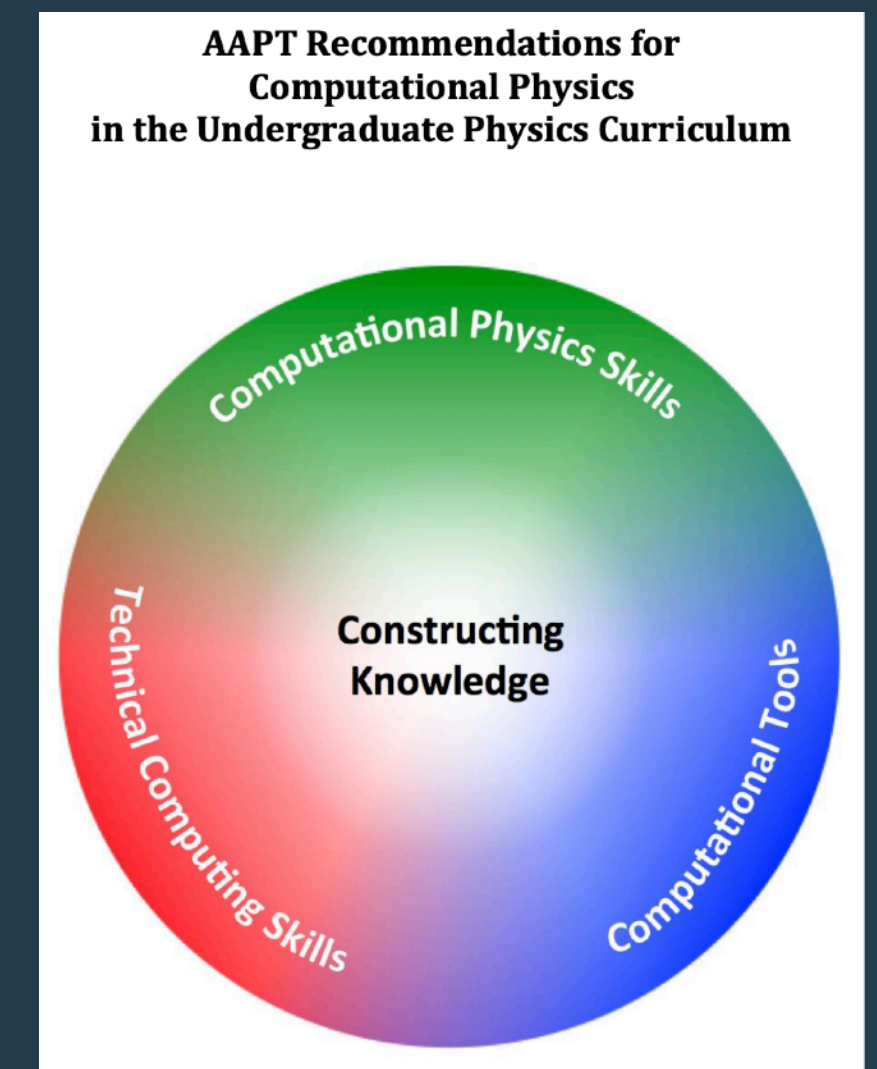 AAPT Recommendations for
Computational Physics
in the Undergraduate Physics Curriculum
Computational Physics Skills
Technical Computing Skills
Constructing
Knowledge
Computational Tools